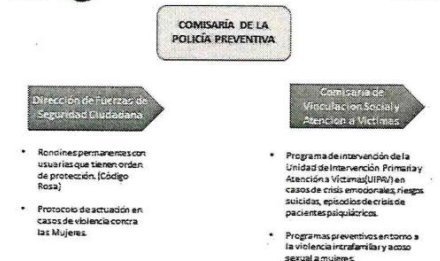 COMISARÍA DE LA
POLICÍA PREVENTIVA
Dirección de Fuerzas de
Seguridad Ciudadana
• Rondines permanentes con
usuarias que tienen orden
de protección. (Código
Rosa)
• Protocolo de actuación en
casos de violencia contra
las Mujeres.
Comisaría de
Vinculación Social y
Atención a Víctimas
• Programa de intervención de la
Unidad de Intervención Primaria y
Atención a Víctimas(UIPAV) en
casos de crisis emocionales, riesgos
suicidas, episodios de crisis de
pacientes psiquiátricos.
• Programas preventivos en torno a
la violencia intrafamiliar y acoso
sexual a mujeres.